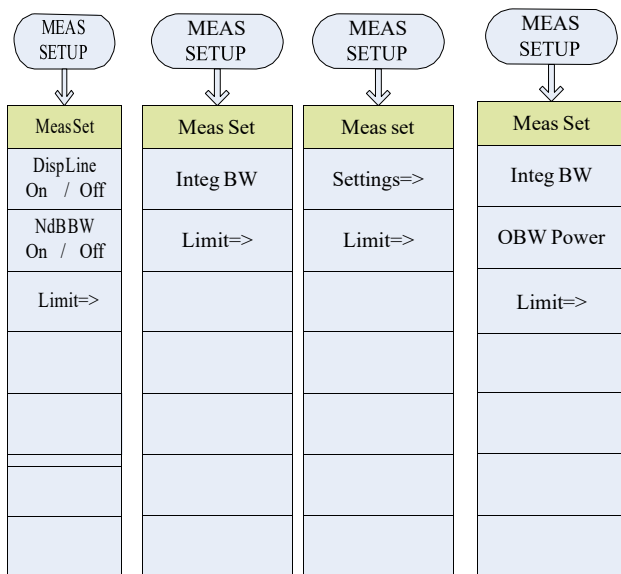 MEAS
SETUP
MeasSet
DispLine
On / Off
NdBBW
On / Off
Limit=>
MEAS
SETUP
Meas Set
Integ BW
Limit=>
MEAS
SETUP
Meas set
Settings=>
Limit=>
MEAS
SETUP
Meas Set
Integ BW
OBW Power
Limit=>